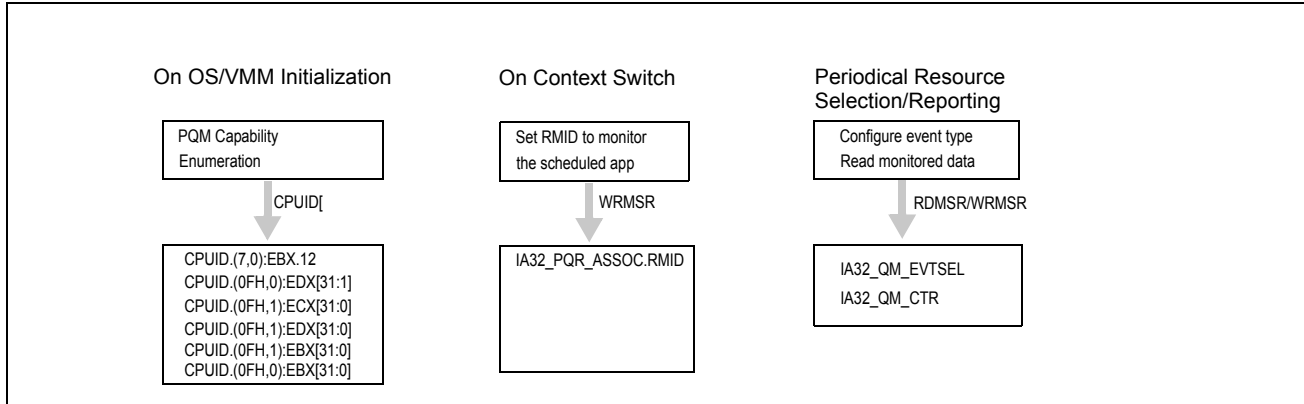 On OS/VMM Initialization
PQM Capability
Enumeration
CPUID[
CPUID.(7,0):EBX.12
CPUID.(0FH,0):EDX[31:1]
CPUID.(0FH,1):ECX[31:0]
CPUID.(0FH,1):EDX[31:0]
CPUID.(0FH,1):EBX[31:0]
CPUID.(0FH,0):EBX[31:0]
On Context Switch
Set RMID to monitor
the scheduled app
WRMSR
IA32_PQR_ASSOC.RMID
Periodical Resource
Selection/Reporting
Configure event type
Read monitored data
RDMSR/WRMSR
IA32_QM_EVTSEL
IA32_QM_CTR